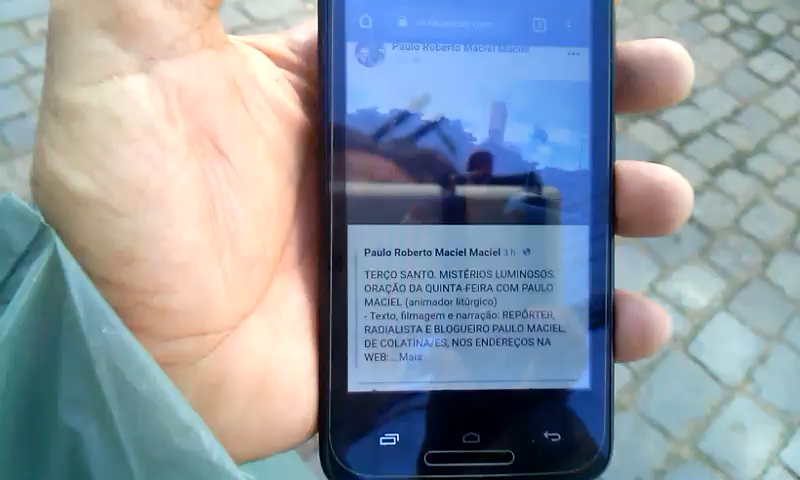 Paulo Roberto Maciel Maciel
Paulo Roberto Maciel Maciel 3 h
TERÇO SANTO. MISTÉRIOS LUMINOSOS.
ORAÇÃO DA QUINTA-FEIRA COM PAULO
MACIEL (animador litúrgico)
- Texto, filmagem e narração: REPÓRTER,
RADIALISTA E BLOGUEIRO PAULO MACIEL,
DE COLATINA/ES, NOS ENDEREÇOS NA
WEB:... Mais